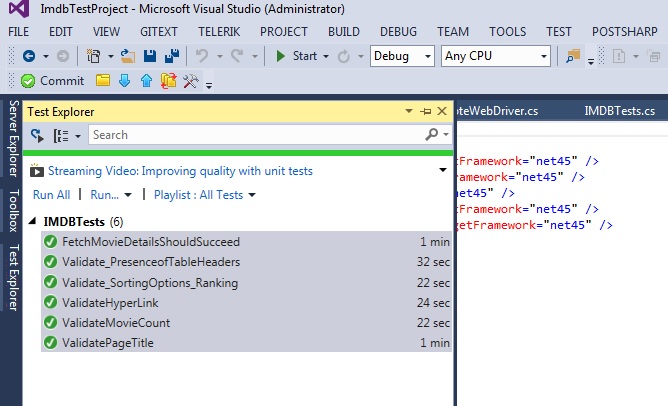 ImdbTestProject - Microsoft Visual Studio (Administrator)
FILE EDIT VIEW GITEXT TELERIK PROJECT BUILD DEBUG TEAM TOOLS TEST POSTSHARP
Start Debug Any CPU
Commit
Server Explorer
Toolbox
Test Explorer
Test Explorer
Search
Streaming Video: Improving quality with unit tests
Run All Run... Playlist : All Tests
IMDBTests (6)
FetchMovieDetailsShouldSucceed 1 min
Validate_PresenceofTableHeaders 32 sec
Validate_SortingOptions_Ranking 22 sec
ValidateHyperLink 24 sec
ValidateMovieCount 22 sec
ValidatePageTitle 1 min
oteWebDriver.cs IMDBTests.cs
tFramework="net45" />
ramework="net45" />
ework="net45" />
tFramework="net45" />
getFramework="net45" />